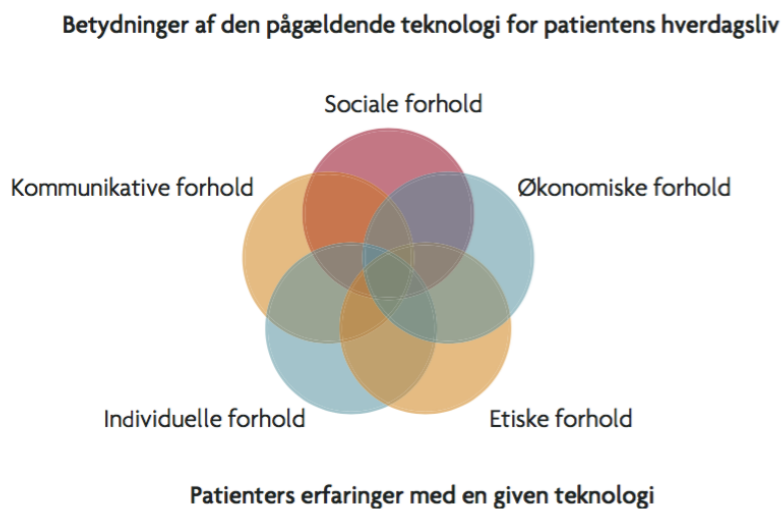 Betydninger af den pågældende teknologi for patientens hverdagsliv
Sociale forhold
Kommunikative forhold
Økonomiske forhold
Individuelle forhold
Etiske forhold
Patienters erfaringer med en given teknologi